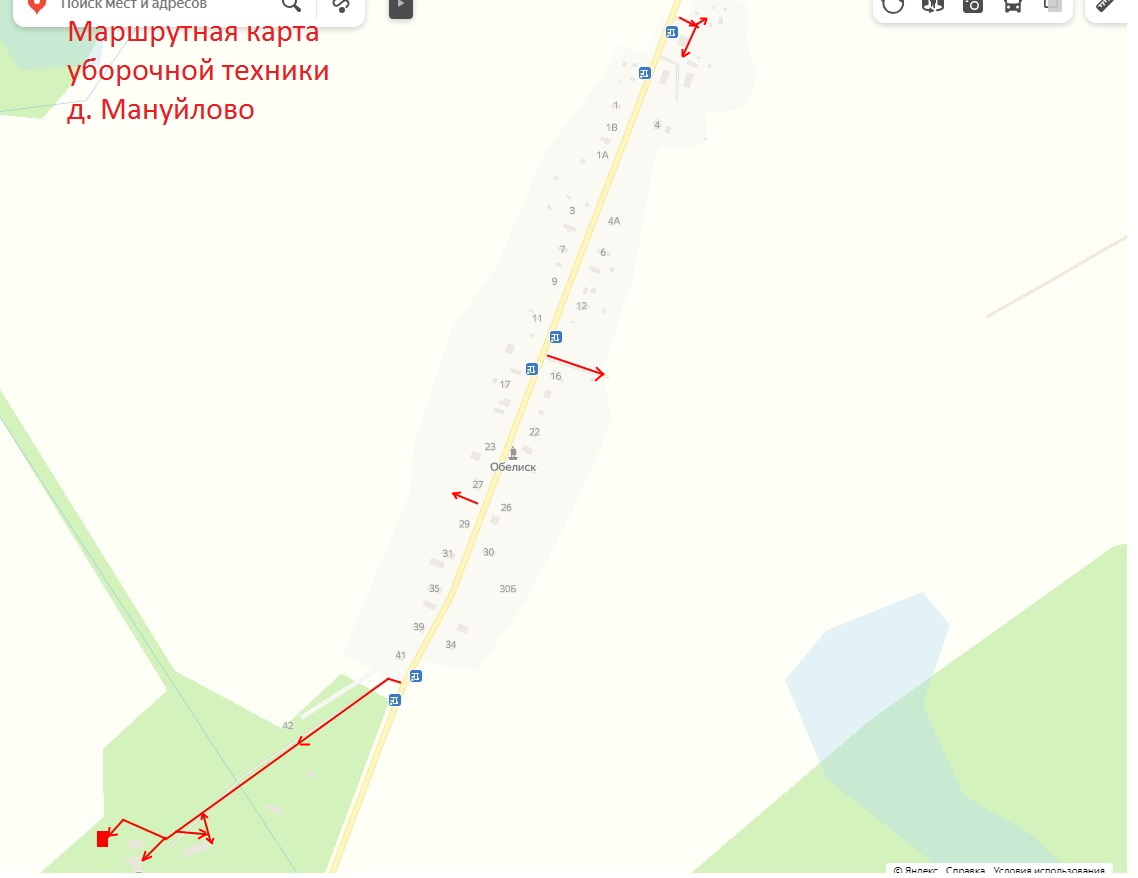 Поиск мест и адресов
Маршрутная карта
уборочной техники
д. Мануйлово
1
1В
4
1А
3
4А
7
6
9
12
11
16
17
22
23
Обелиск
27
26
29
31
30
35
30Б
39
34
41
42
© Яндекс Справка Условия использования